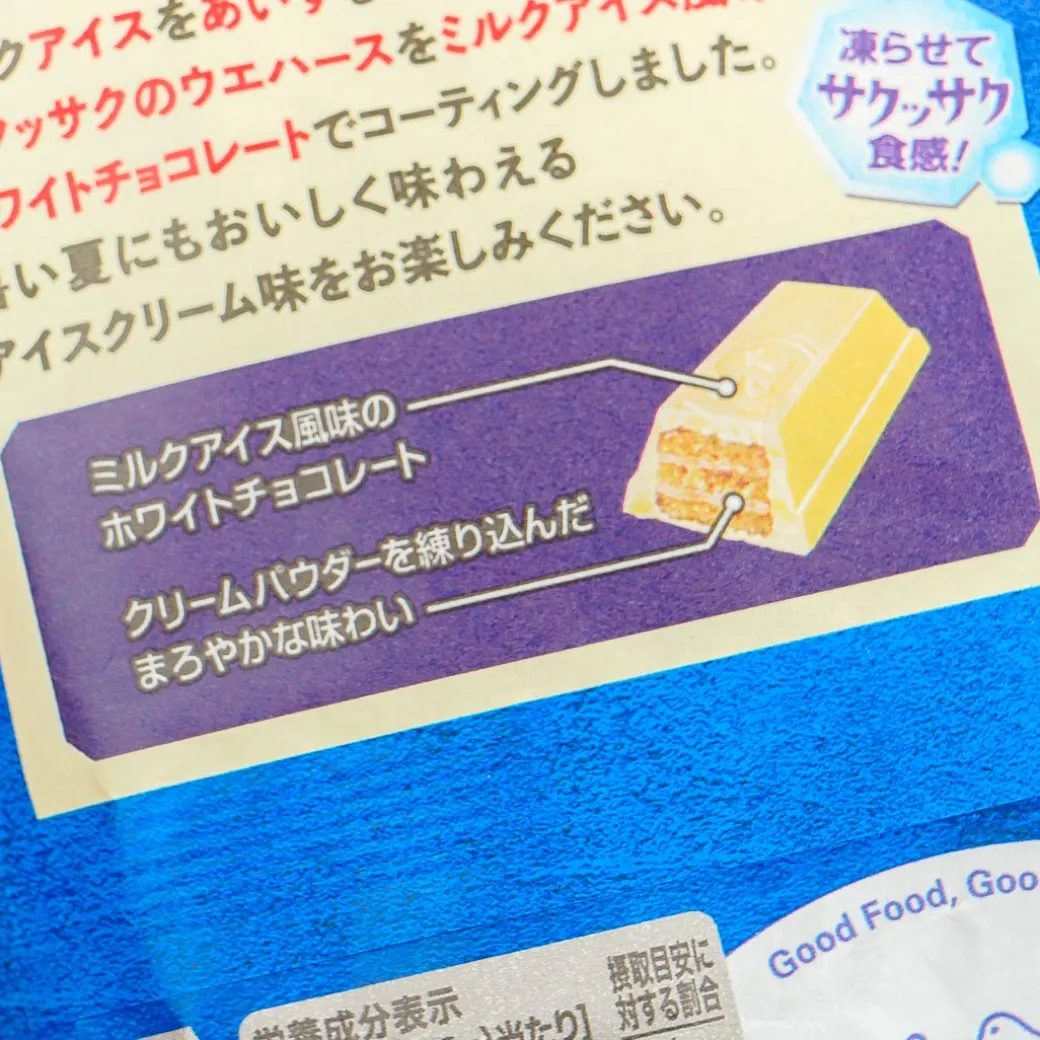 クアイスをあい
サクのウエハースをミルクアイス風味
ワイトチョコレートでコーティングしました。
い夏にもおいしく味わえる
アイスクリーム味をお楽しみください。
凍らせて
サクッサク
食感!
ミルクアイス風味の
ホワイトチョコレート
クリームパウダーを練り込んだ
まろやかな味わい
Good Food, Goo
栄養成分表示
当たり]
摂取目安に
対する割合